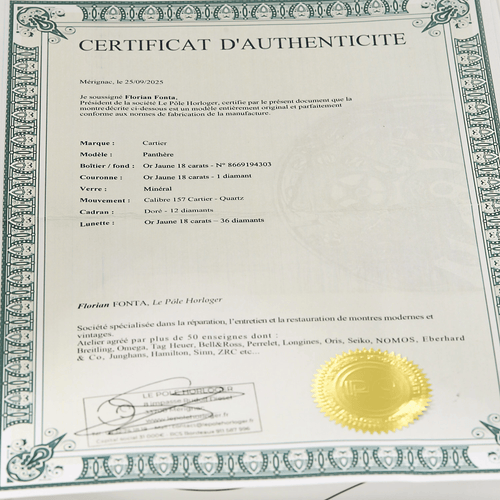 CERTIFICAT D'AUTHENTICITE
Mérignac, le 25/09/2025
Je soussigné Florian Fonta,
Président de la société Le Pôle Horloger, certifie par le présent document que la
montre décrite ci-dessous est un modèle entièrement original et parfaitement
conforme aux normes de fabrication de la manufacture.
Marque : Cartier
Modèle : Panthère
Boîtier / fond : Or Jaune 18 carats - N° 8669194303
Couronne : Or Jaune 18 carats - 1 diamant
Verre : Minéral
Mouvement : Calibre 157 Cartier - Quartz
Cadran : Doré - 12 diamants
Lunette : Or Jaune 18 carats – 36 diamants
Florian FONTA, Le Pôle Horloger
Société spécialisée dans la réparation, l'entretien et la restauration de montres modernes et
vintages.
Atelier agréé par plus de 50 enseignes dont :
Breitling, Omega, Tag Heuer, Bell&Ross, Perrelet, Longines, Oris, Seiko, NOMOS, Eberhard
& Co, Junghans, Hamilton, Sinn, ZRC etc...
LE POLE HORLOGER